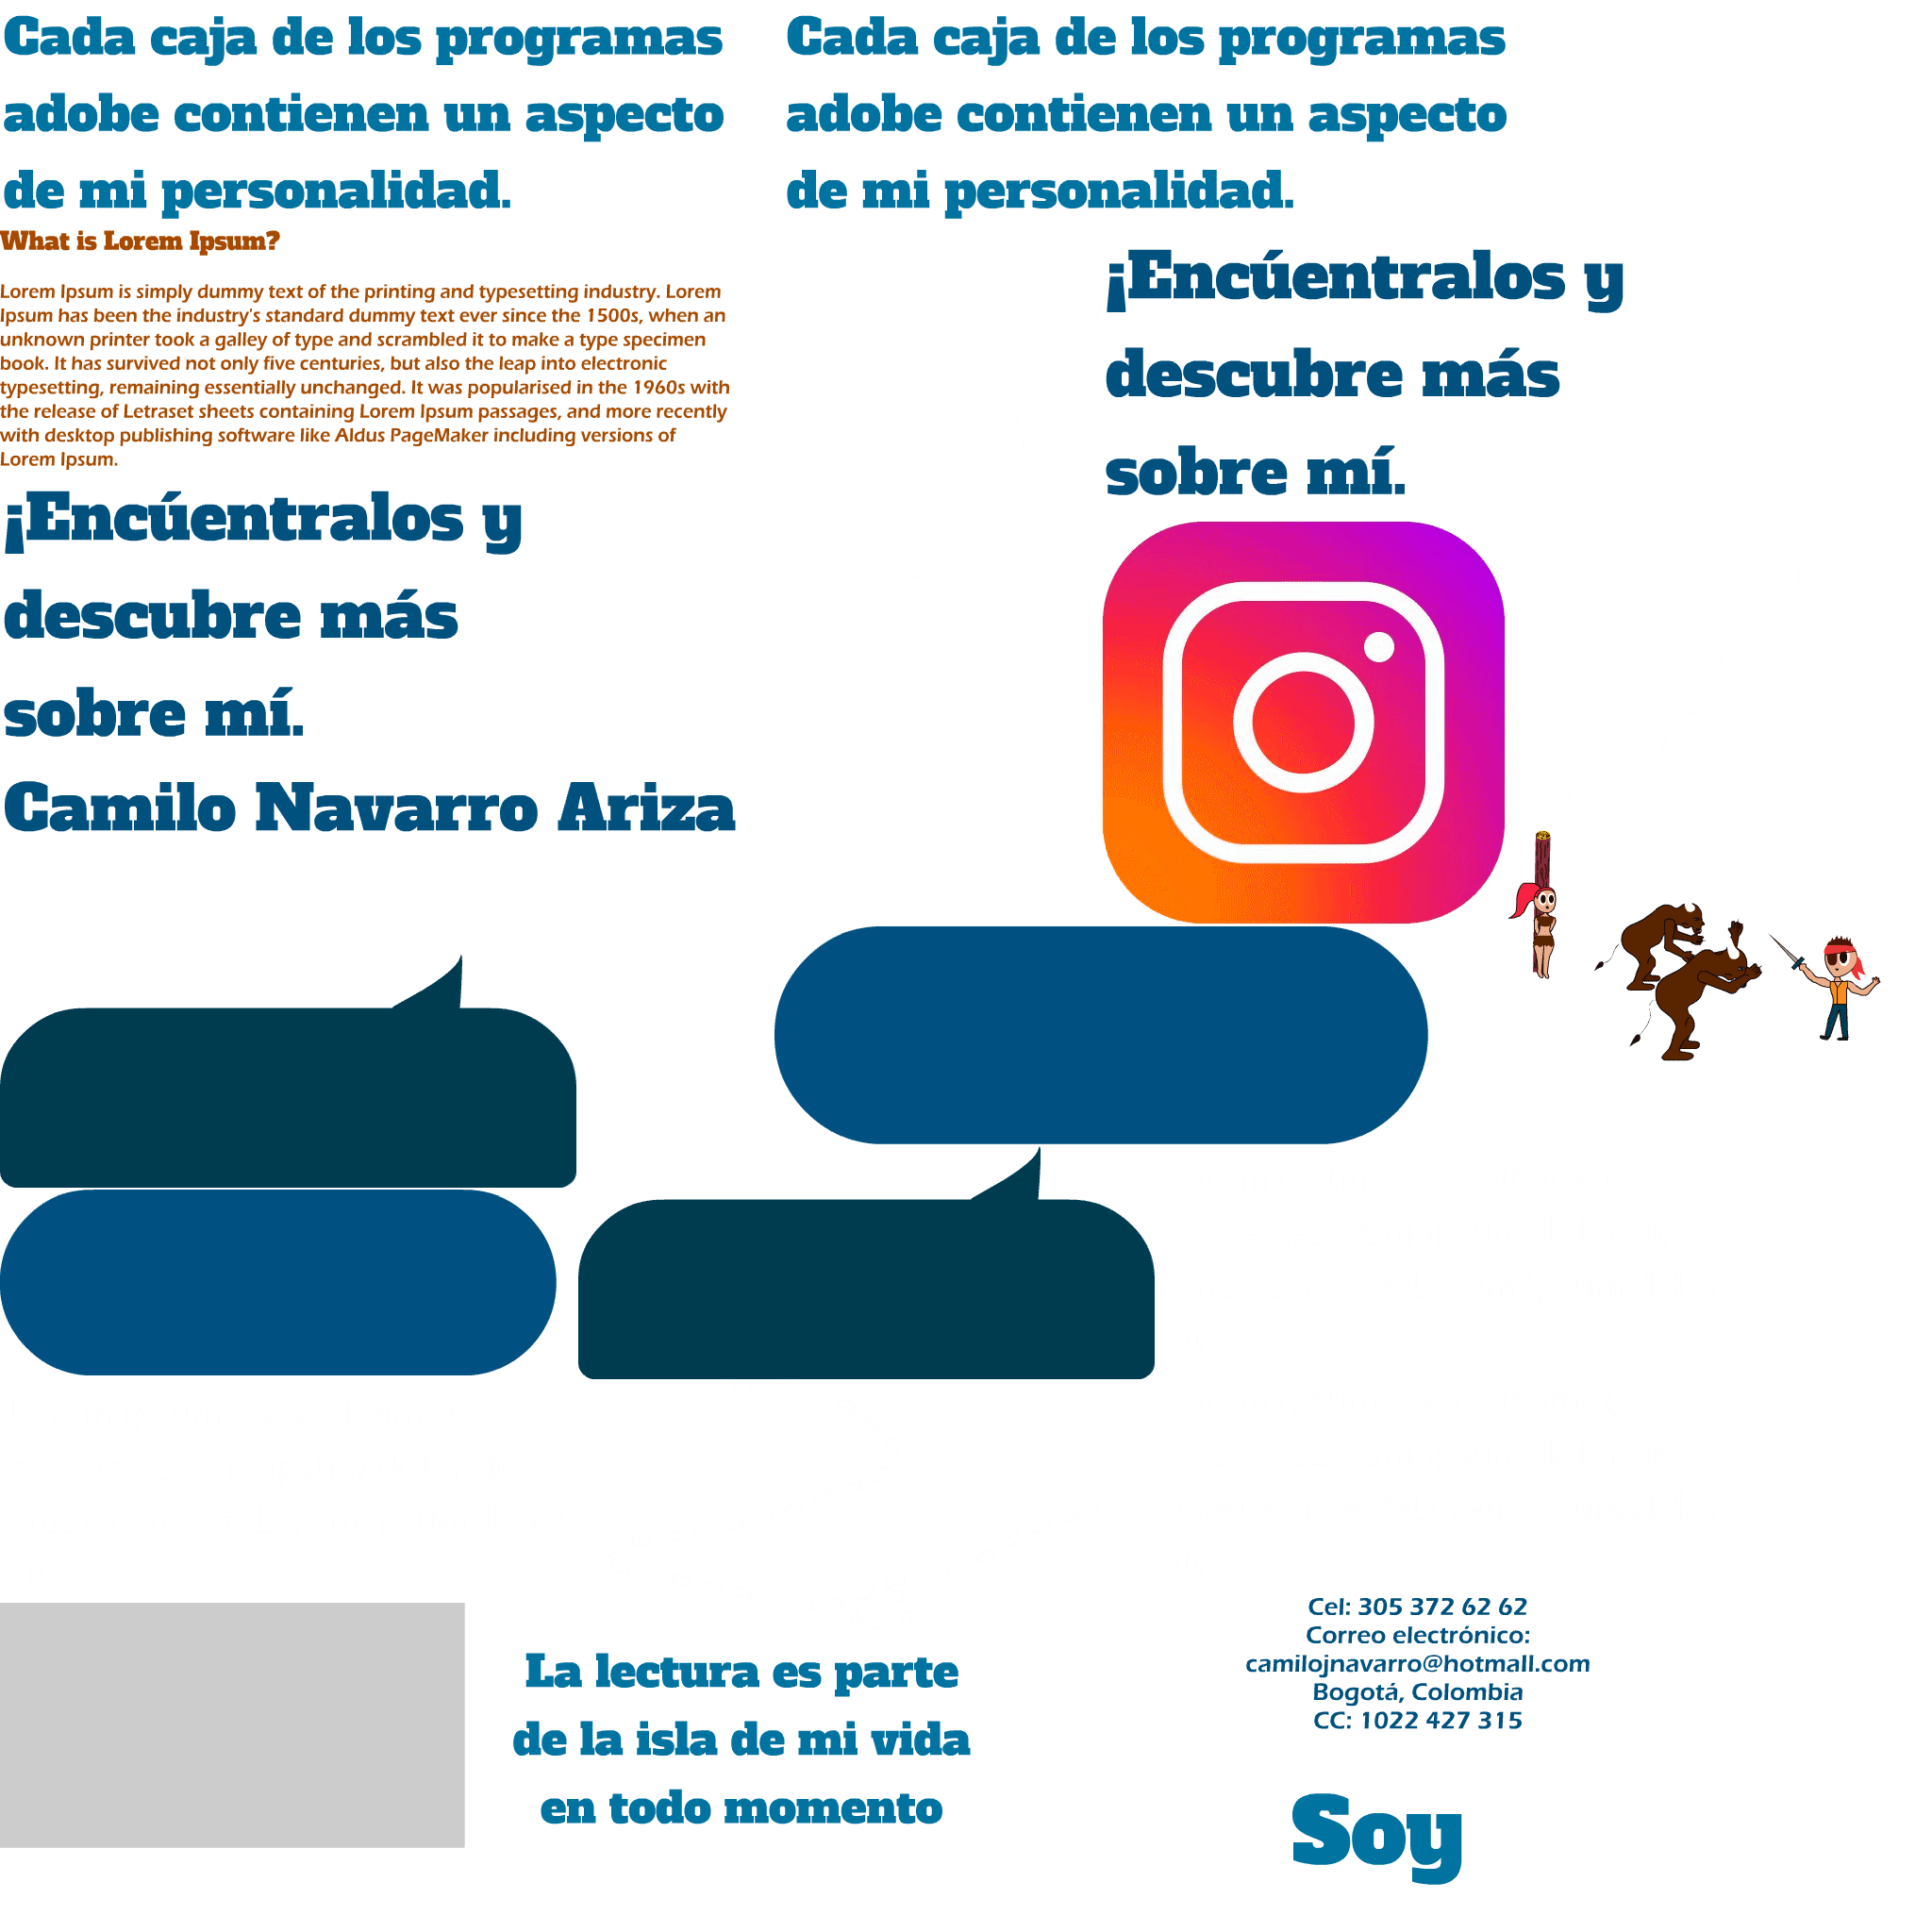 Cada caja de los programas
adobe contienen un aspecto
de mi personalidad.
Cada caja de los programas
adobe contienen un aspecto
de mi personalidad.
What is Lorem Ipsum?
Lorem Ipsum is simply dummy text of the printing and typesetting industry. Lorem
Ipsum has been the industry's standard dummy text ever since the 1500s, when an
unknown printer took a galley of type and scrambled it to make a type specimen
book. It has survived not only five centuries, but also the leap into electronic
typesetting, remaining essentially unchanged. It was popularised in the 1960s with
the release of Letraset sheets containing Lorem Ipsum passages, and more recently
with desktop publishing software like Aldus PageMaker including versions of
Lorem Ipsum.
¡Encúentralos y
descubre más
sobre mí.
¡Encúentralos y
descubre más
sobre mí.
Camilo Navarro Ariza
La lectura es parte
de la isla de mi vida
en todo momento
Cel: 305 372 62 62
Correo electrónico:
camilojnavarro@hotmall.com
Bogotá, Colombia
CC: 1022 427 315
Soy